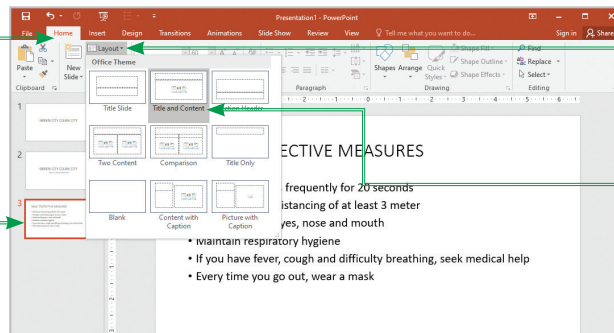 Presentation1 - PowerPoint
File Home Insert Design Transitions Animations Slide Show Review View Tell me what you want to do... Sign in Share
Paste
New
Slide
Layout
Shapes Arrange Quick
Styles
Shape Fill
Shape Outline
Shape Effects
Find
Replace
Select
Clipboard Paragraph Drawing Editing
Office Theme
Title Slide Title and Content Section Header
Two Content Comparison Title Only
Blank Content with
Caption Picture with
Caption
1
2
3
ECTIVE MEASURES
frequently for 20 seconds
istancing of at least 3 meter
yes, nose and mouth
• Maintain respiratory hygiene
• If you have fever, cough and difficulty breathing, seek medical help
• Every time you go out, wear a mask